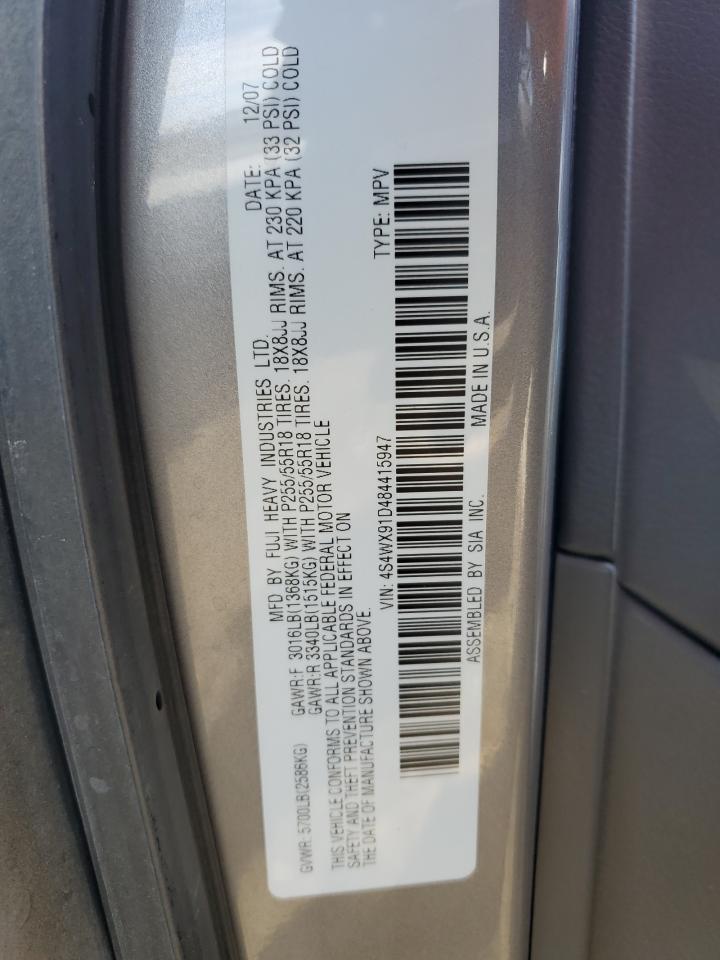 MFD BY FUJI HEAVY INDUSTRIES LTD. DATE: 12/07
GVWR: 5700LB(2586KG) GAWR:F 3016LB(1368KG) WITH P255/55R18 TIRES. 18X8JJ RIMS. AT 230 KPA (33 PSI) COLD
GAWR:R 3340LB(1515KG) WITH P255/55R18 TIRES. 18X8JJ RIMS. AT 220 KPA (32 PSI) COLD
THIS VEHICLE CONFORMS TO ALL APPLICABLE FEDERAL MOTOR VEHICLE
SAFETY AND THEFT PREVENTION STANDARDS IN EFFECT ON
THE DATE OF MANUFACTURE SHOWN ABOVE.
VIN: 4S4WX91D484415947 TYPE: MPV
ASSEMBLED BY SIA INC. MADE IN U.S.A.